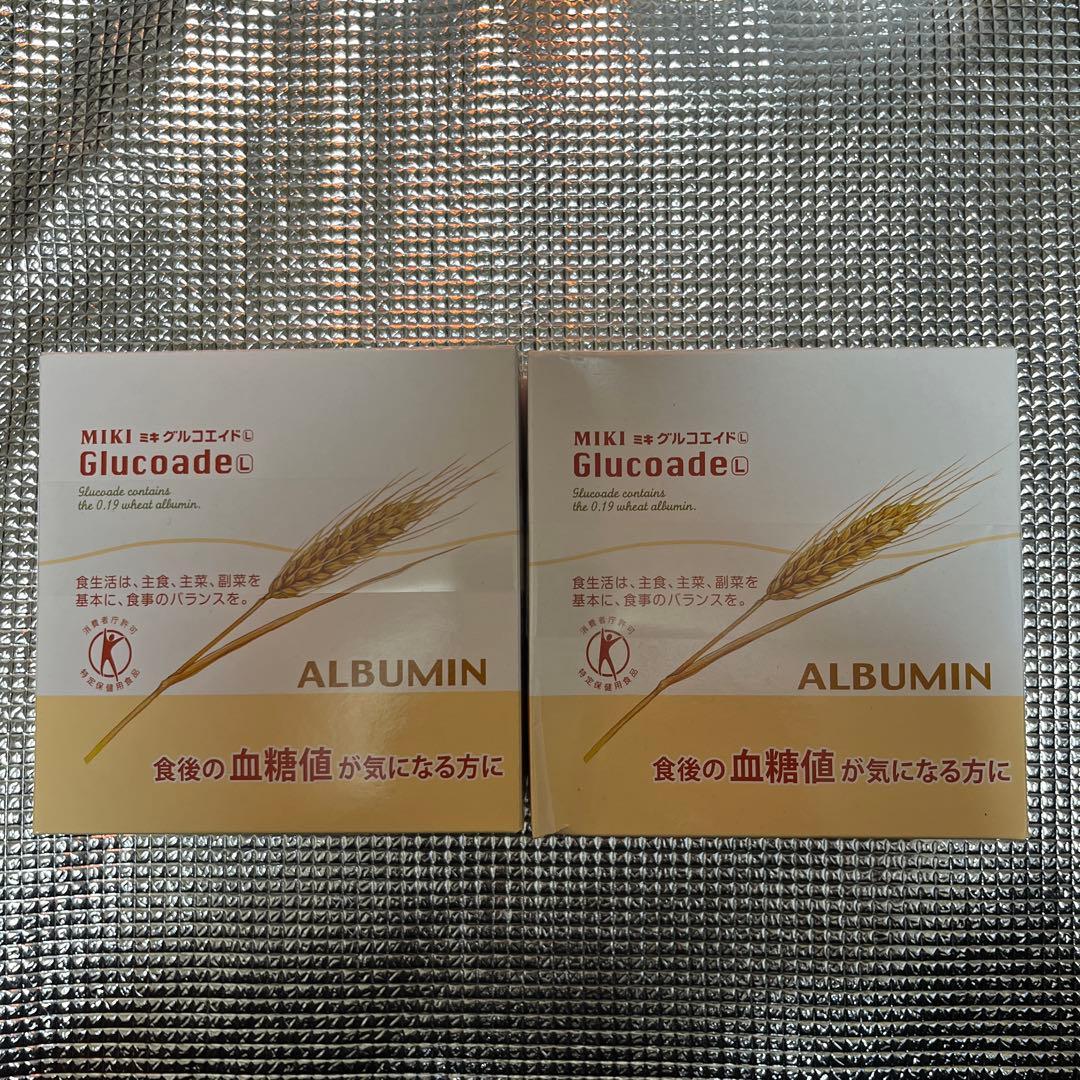 MIKI ミキ グルコエイドⓁ
GlucoadeⓁ
Glucoade contains
the 0.19 wheat albumin.
食生活は、主食、主菜、副菜を
基本に、食事のバランスを。
消費者庁許可
特定保健用食品
ALBUMIN
食後の血糖値が気になる方に
MIKI ミキ グルコエイドⓁ
GlucoadeⓁ
Glucoade contains
the 0.19 wheat albumin.
食生活は、主食、主菜、副菜を
基本に、食事のバランスを。
消費者庁許可
特定保健用食品
ALBUMIN
食後の血糖値が気になる方に